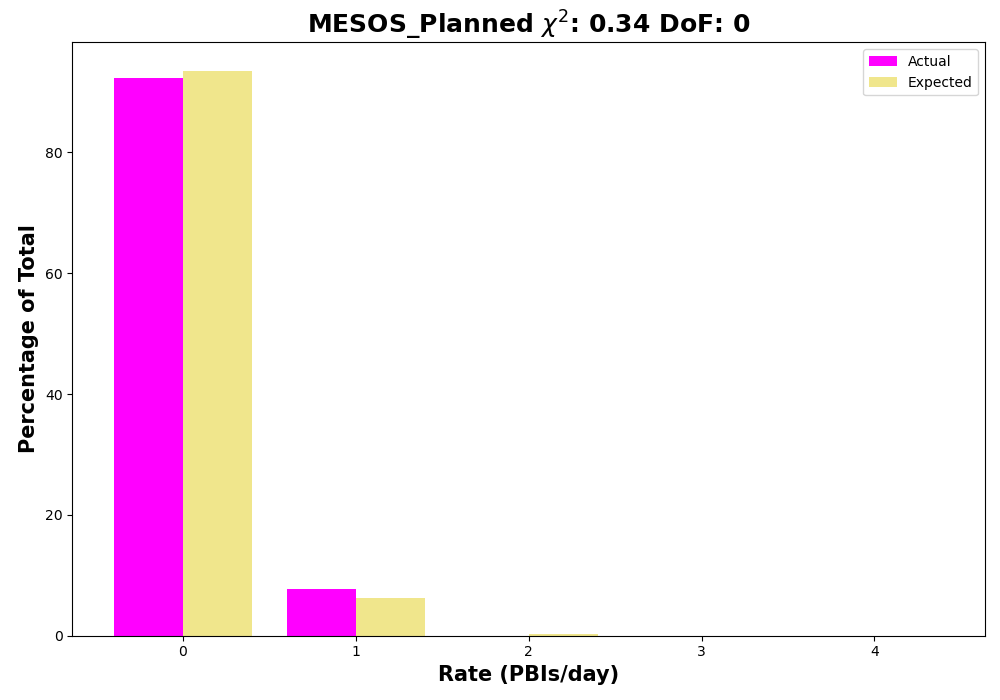 MESOS_Planned χ²: 0.34 DoF: 0
Actual
Expected
Percentage of Total
80
60
40
20
0
0 1 2 3 4
Rate (PBIs/day)